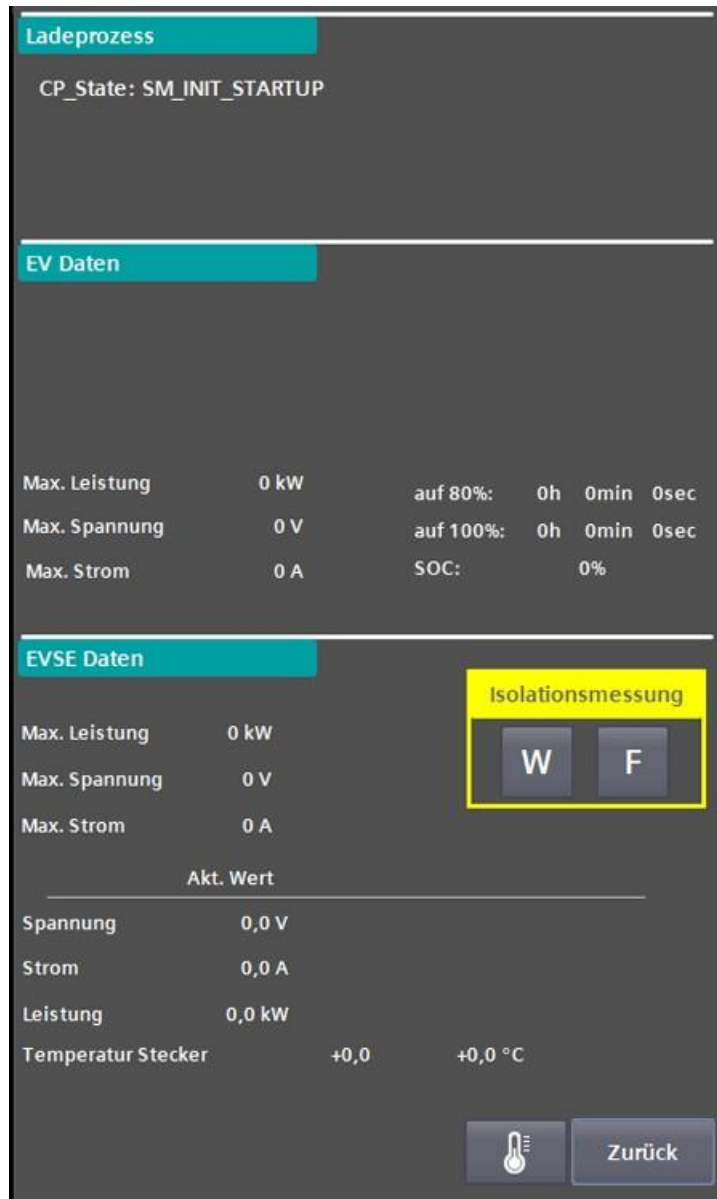 Ladeprozess
CP_State: SM_INIT_STARTUP
EV Daten
Max. Leistung 0 kW auf 80%: 0h 0min 0sec
Max. Spannung 0 V auf 100%: 0h 0min 0sec
Max. Strom 0 A SOC: 0%
EVSE Daten
Isolationsmessung
Max. Leistung 0 kW
W F
Max. Spannung 0 V
Max. Strom 0 A
Akt. Wert
Spannung 0,0 V
Strom 0,0 A
Leistung 0,0 kW
Temperatur Stecker +0,0 +0,0 °C
Zurück